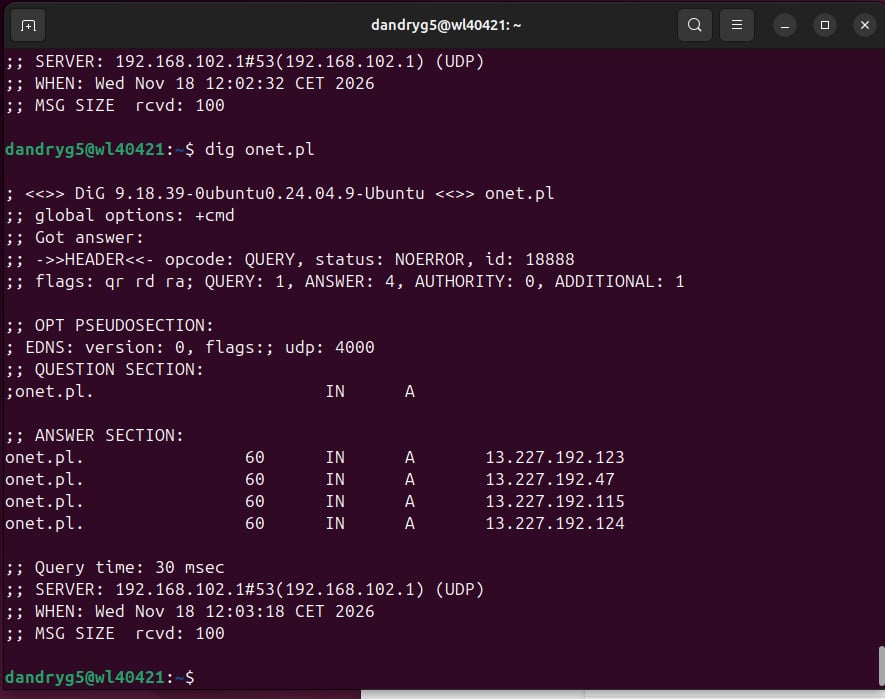 dandryg5@wl40421: ~
;; SERVER: 192.168.102.1#53(192.168.102.1) (UDP)
;; WHEN: Wed Nov 18 12:02:32 CET 2026
;; MSG SIZE  rcvd: 100
dandryg5@wl40421:~$ dig onet.pl
; <<>> DiG 9.18.39-0ubuntu0.24.04.9-Ubuntu <<>> onet.pl
;; global options: +cmd
;; Got answer:
;; ->>HEADER<<- opcode: QUERY, status: NOERROR, id: 18888
;; flags: qr rd ra; QUERY: 1, ANSWER: 4, AUTHORITY: 0, ADDITIONAL: 1
;; OPT PSEUDOSECTION:
; EDNS: version: 0, flags:; udp: 4000
;; QUESTION SECTION:
;onet.pl.                       IN      A
;; ANSWER SECTION:
onet.pl.                60      IN      A       13.227.192.123
onet.pl.                60      IN      A       13.227.192.47
onet.pl.                60      IN      A       13.227.192.115
onet.pl.                60      IN      A       13.227.192.124
;; Query time: 30 msec
;; SERVER: 192.168.102.1#53(192.168.102.1) (UDP)
;; WHEN: Wed Nov 18 12:03:18 CET 2026
;; MSG SIZE  rcvd: 100
dandryg5@wl40421:~$